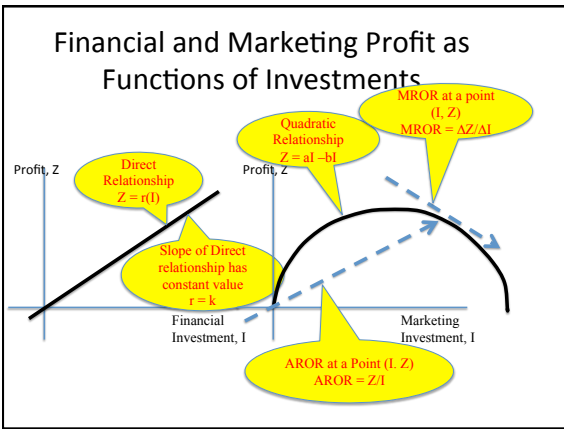 Financial and Marketing Profit as
Functions of Investments
MROR at a point
(I, Z)
MROR = ΔZ/ΔI
Quadratic
Relationship
Z = aI –bI
Direct
Relationship
Z = r(I)
Profit, Z
Profit, Z
Slope of Direct
relationship has
constant value
r = k
Financial
Investment, I
Marketing
Investment, I
AROR at a Point (I. Z)
AROR = Z/I